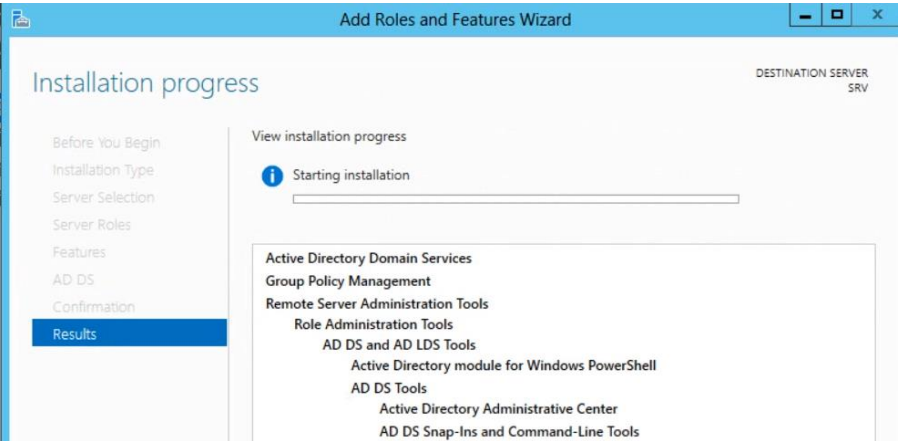 Add Roles and Features Wizard
Installation progress
DESTINATION SERVER
SRV
Before You Begin
Installation Type
Server Selection
Server Roles
Features
AD DS
Confirmation
Results
View installation progress
Starting installation
Active Directory Domain Services
Group Policy Management
Remote Server Administration Tools
Role Administration Tools
AD DS and AD LDS Tools
Active Directory module for Windows PowerShell
AD DS Tools
Active Directory Administrative Center
AD DS Snap-Ins and Command-Line Tools